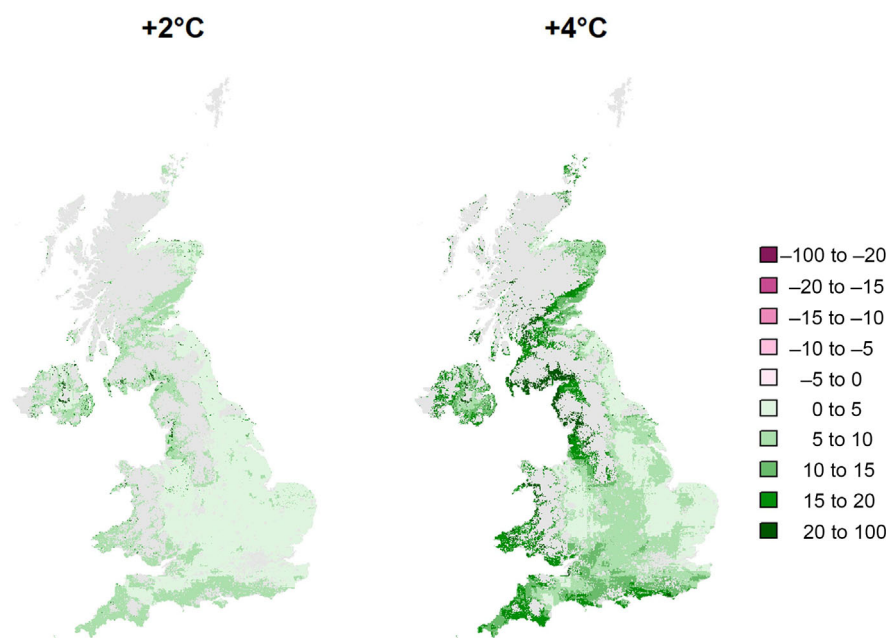 +2°C
+4°C
–100 to –20
–20 to –15
–15 to –10
–10 to –5
–5 to 0
0 to 5
5 to 10
10 to 15
15 to 20
20 to 100